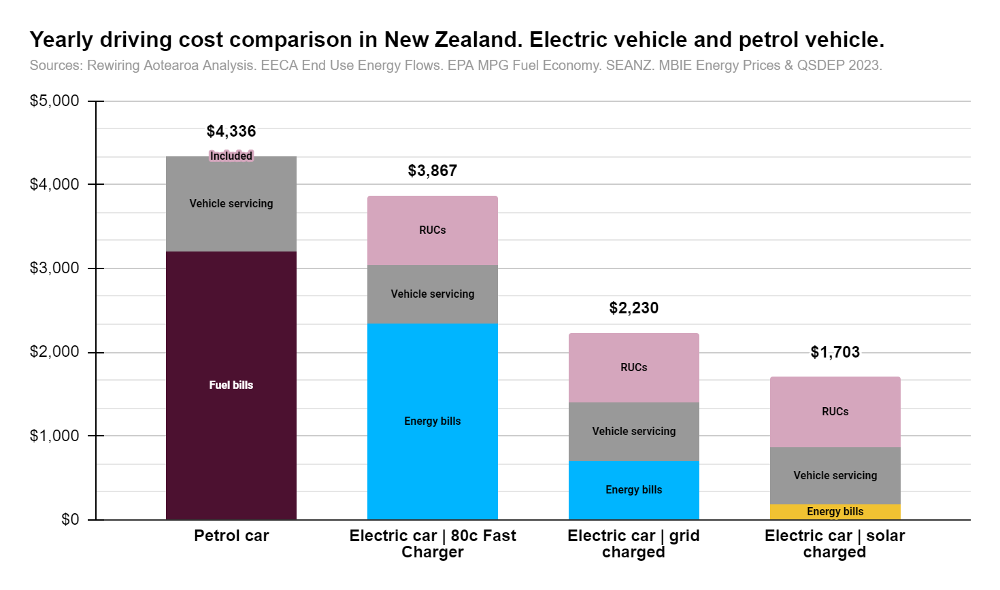 Yearly driving cost comparison in New Zealand. Electric vehicle and petrol vehicle.
Sources: Rewiring Aotearoa Analysis. EECA End Use Energy Flows. EPA MPG Fuel Economy. SEANZ. MBIE Energy Prices & QSDEP 2023.
$5,000
$4,000
$3,000
$2,000
$1,000
$0
$4,336
Included
Vehicle servicing
Fuel bills
$3,867
RUCs
Vehicle servicing
Energy bills
$2,230
RUCs
Vehicle servicing
Energy bills
$1,703
RUCs
Vehicle servicing
Energy bills
Petrol car
Electric car | 80c Fast
Charger
Electric car | grid
charged
Electric car | solar
charged